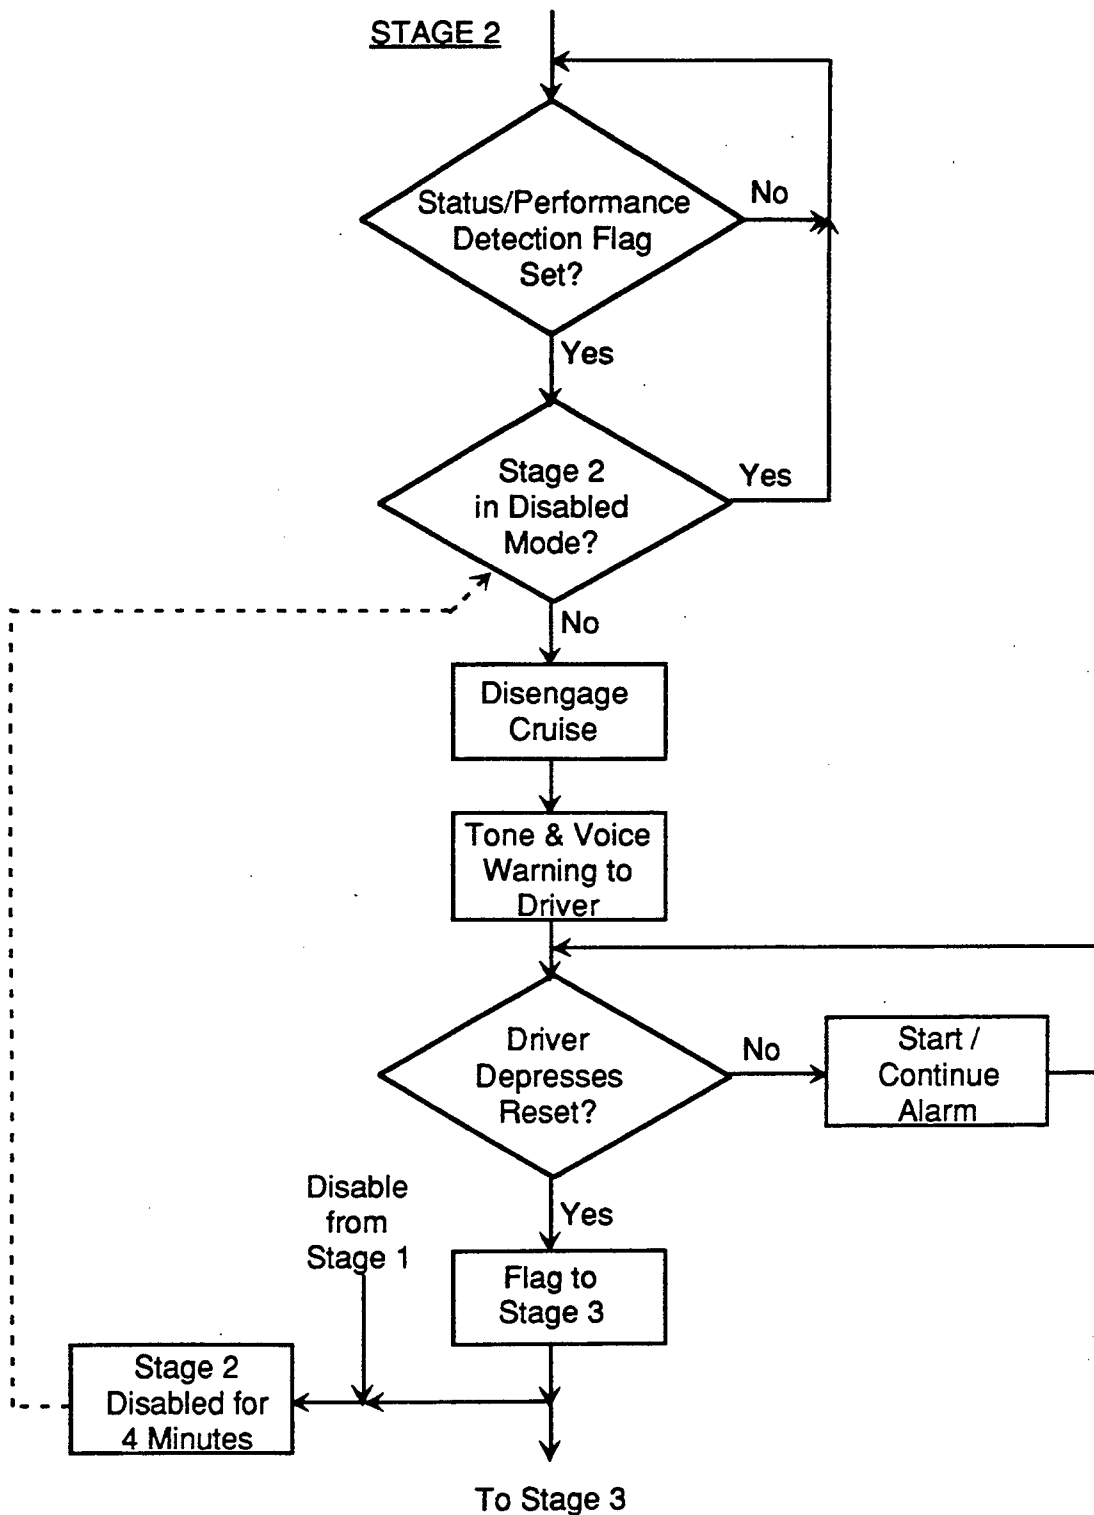 STAGE 2
Status/Performance
Detection Flag
Set?
No
Yes
Stage 2
in Disabled
Mode?
Yes
No
Disengage
Cruise
Tone & Voice
Warning to
Driver
Driver
Depresses
Reset?
No
Start /
Continue
Alarm
Yes
Disable
from
Stage 1
Flag to
Stage 3
Stage 2
Disabled for
4 Minutes
To Stage 3